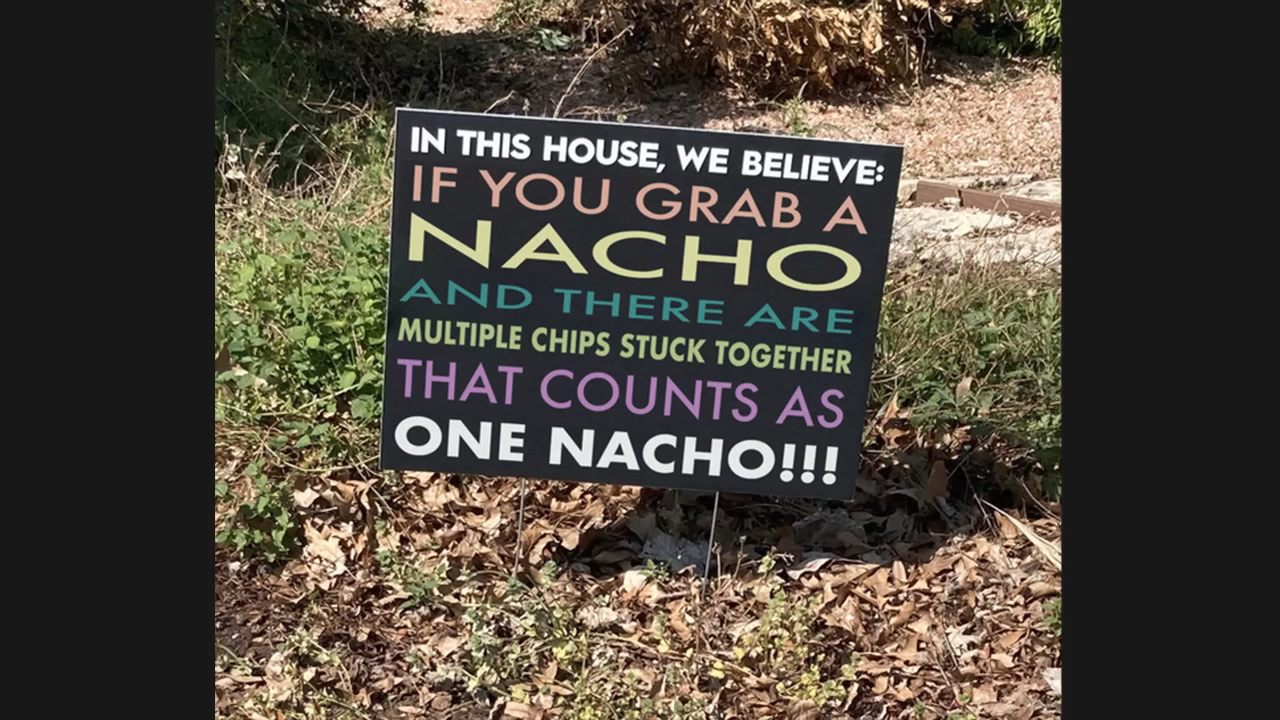 IN THIS HOUSE, WE BELIEVE:
IF YOU GRAB A
NACHO
AND THERE ARE
MULTIPLE CHIPS STUCK TOGETHER
THAT COUNTS AS
ONE NACHO!!!